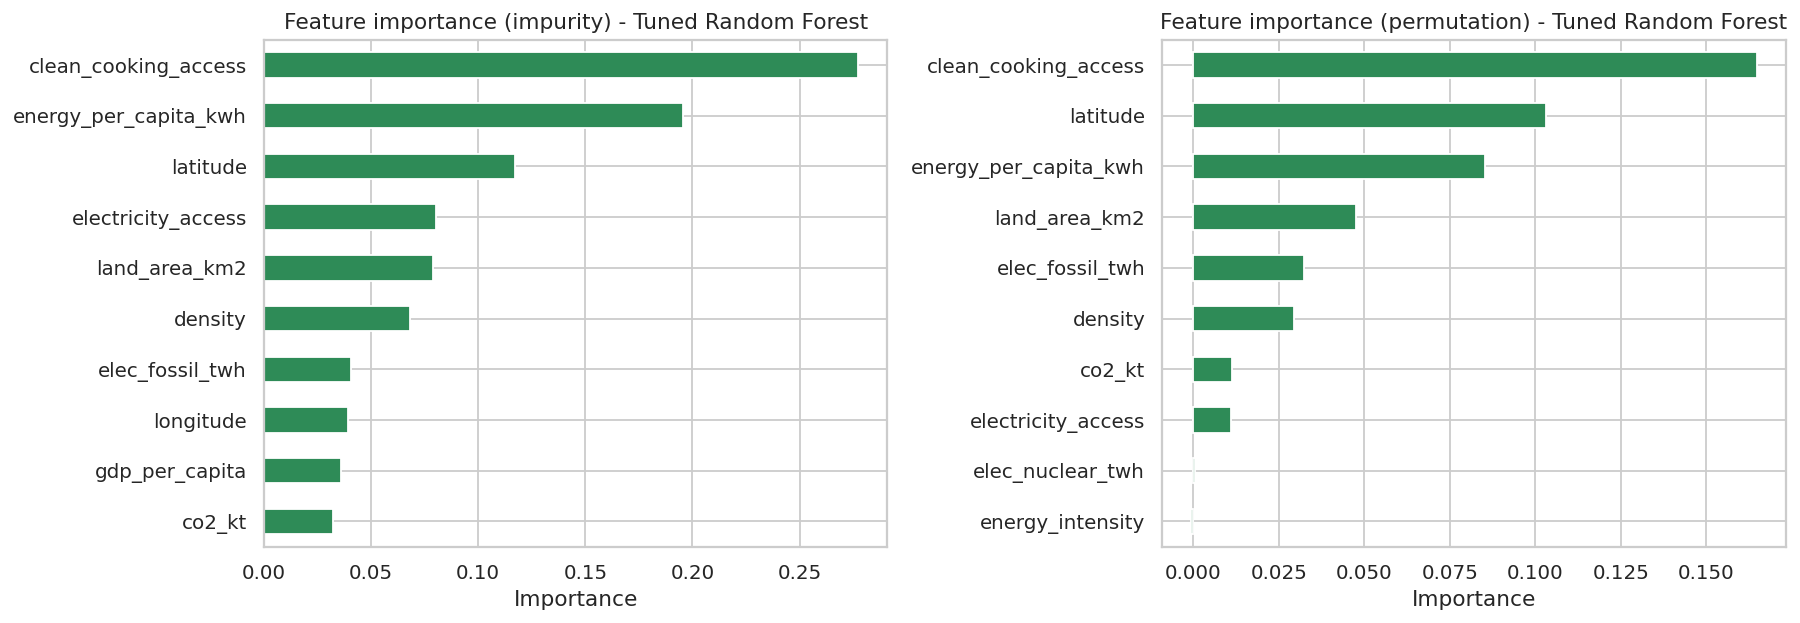 Feature importance (impurity) - Tuned Random Forest
clean_cooking_access
energy_per_capita_kwh
latitude
electricity_access
land_area_km2
density
elec_fossil_twh
longitude
gdp_per_capita
co2_kt
0.00 0.05 0.10 0.15 0.20 0.25
Importance
Feature importance (permutation) - Tuned Random Forest
clean_cooking_access
latitude
energy_per_capita_kwh
land_area_km2
elec_fossil_twh
density
co2_kt
electricity_access
elec_nuclear_twh
energy_intensity
0.000 0.025 0.050 0.075 0.100 0.125 0.150
Importance